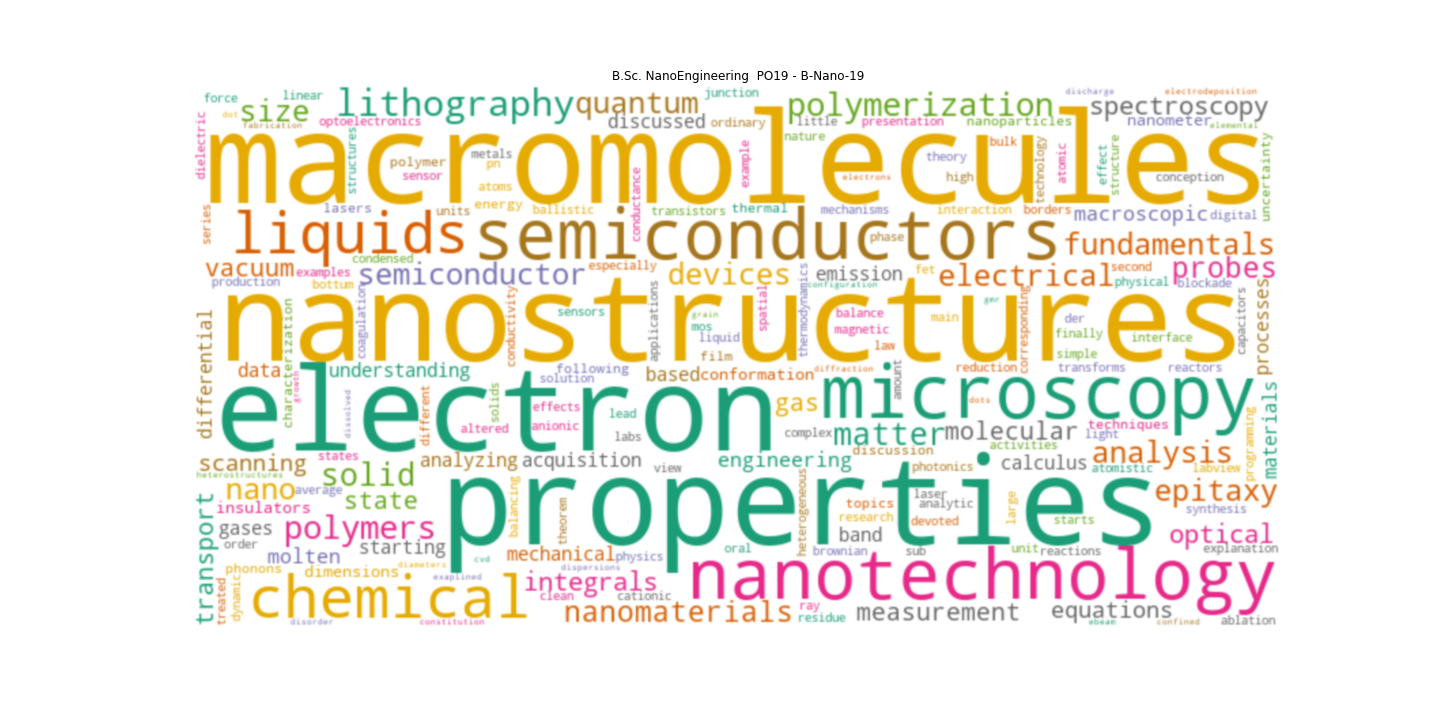 B.Sc. NanoEngineering PO19 - B-Nano-19
force linear junction discharge electrodeposition
dot size lithography quantum polymerization spectroscopy
fabrication optoelectronics discussed ordinary little presentation nanoparticles nanometer elemental
dielectric structures macromolecules nature uncertainty
polymer metals pn sensor atoms example electrons theory high bulk technology atomic effect structure conception
series lasers units energy ballistic conductance transistors thermal mechanisms interaction borders macroscopic digital
liquids semiconductors phase fundamentals
condensed
vacuum examples semiconductor especially devices emission fet electrical second probes
production bottum configuration physical blockade
nanostructures
differential characterization coagulation conductivity sensors applications grain mos liquid film spatial thermodynamics balance magnetic law main gmr corresponding der finally simple interface capacitors processes
data understanding following solution based conformation diffraction amount reduction transforms reactors
growth dissolved electron microscopy
different solids effects anionic altered lead labs gas dots materials
complex matter molecular light techniques programming
scanning states analyzing acquisition view engineering discussion activities calculus atomistic analysis labview
heterostructures solid photonics
nano average state properties epitaxy
insulators balancing theorem heterogeneous topics laser analytic large synthesis
transport gases polymers research devoted starts optical
order starting band
molten cvd mechanical physics oral brownian sub unit reactions explanation
phonons dimensions diameters dispersions
treated dynamic chemical exaplined integrals nanotechnology
clean cationic
nanomaterials ray measurement equations
disorder constitution residue ebeam confined ablation